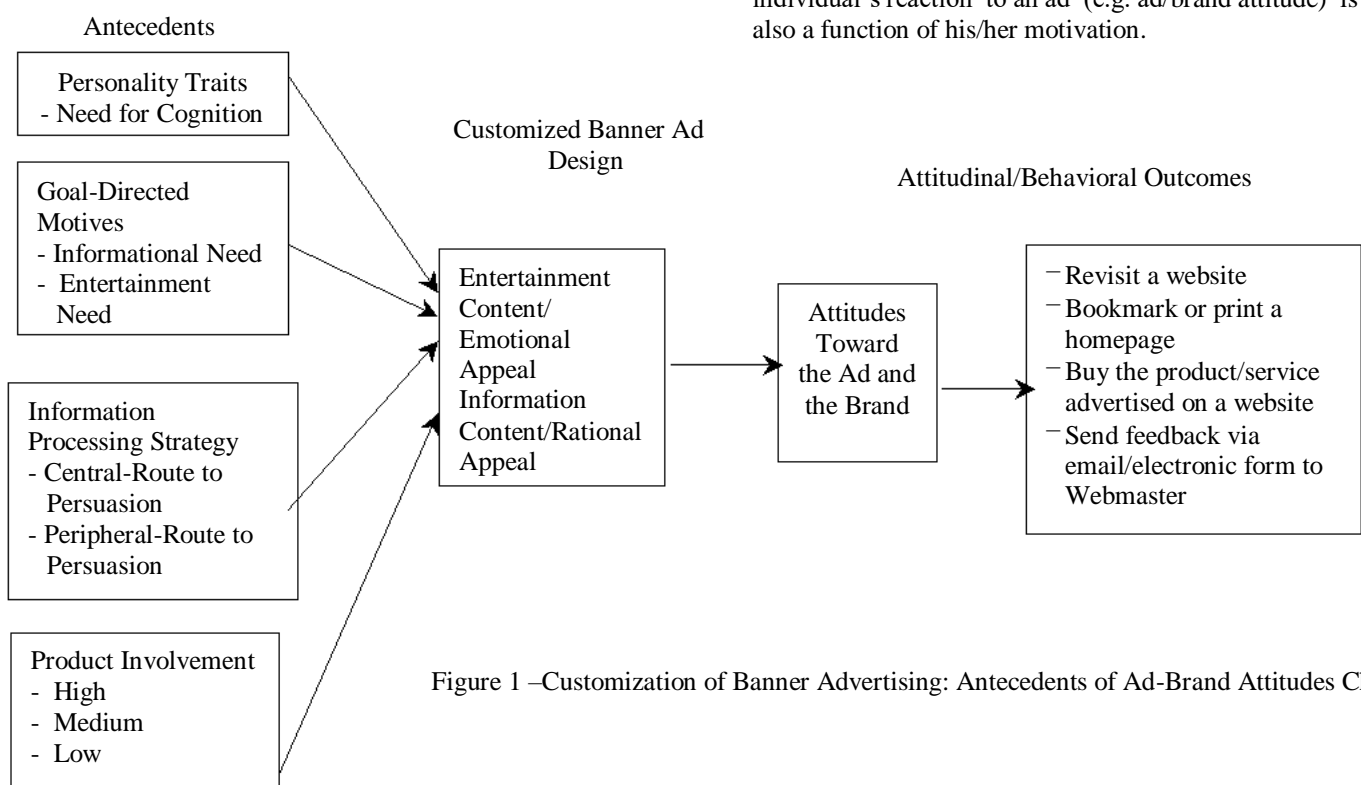 individual's reaction to an ad (e.g. ad/brand attitude) is
also a function of his/her motivation.
Antecedents
Personality Traits
- Need for Cognition
Goal-Directed
Motives
- Informational Need
- Entertainment
Need
Information
Processing Strategy
- Central-Route to
Persuasion
- Peripheral-Route to
Persuasion
Product Involvement
- High
- Medium
- Low
Customized Banner Ad
Design
Entertainment
Content/
Emotional
Appeal
Information
Content/Rational
Appeal
Attitudinal/Behavioral Outcomes
Attitudes
Toward
the Ad and
the Brand
– Revisit a website
– Bookmark or print a
homepage
– Buy the product/service
advertised on a website
– Send feedback via
email/electronic form to
Webmaster
Figure 1 –Customization of Banner Advertising: Antecedents of Ad-Brand Attitudes